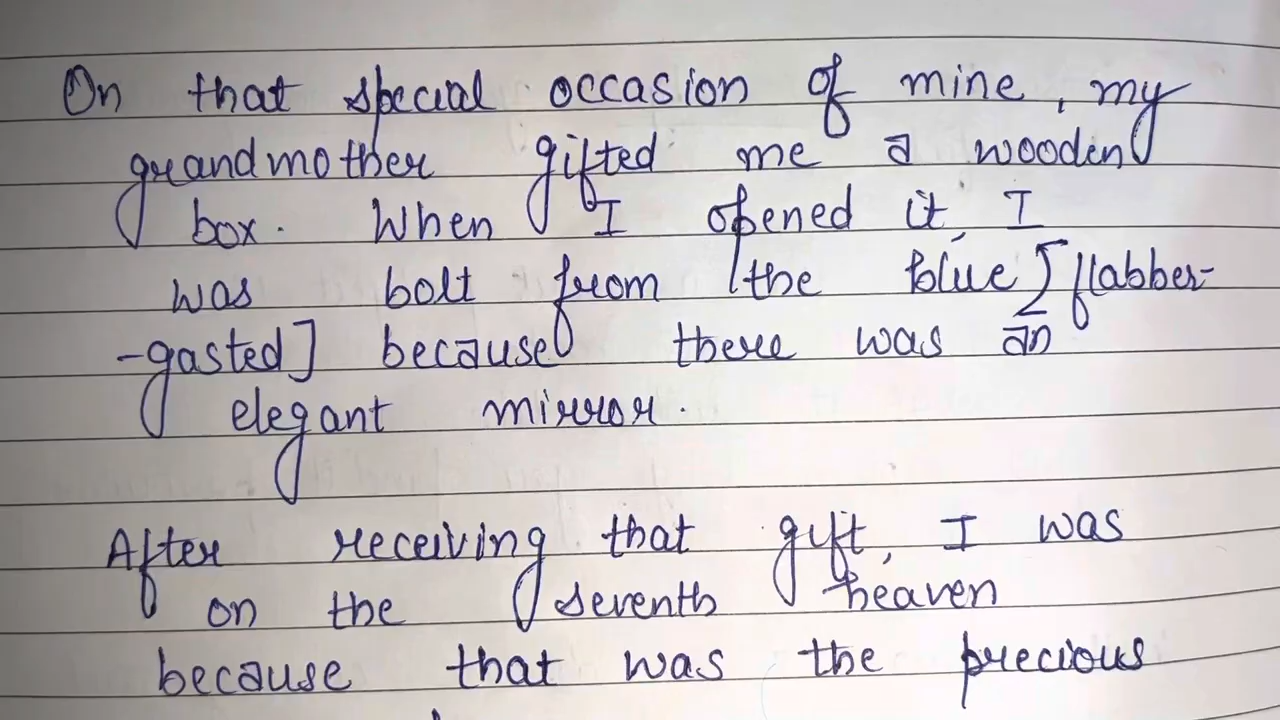 On that special occasion of mine, my
grandmother gifted me a wooden
box. When I opened it, I
was bolt from the blue [flabber-
-gasted] because there was an
elegant mirror.
After receiving that gift, I was
on the seventh heaven
because that was the precious